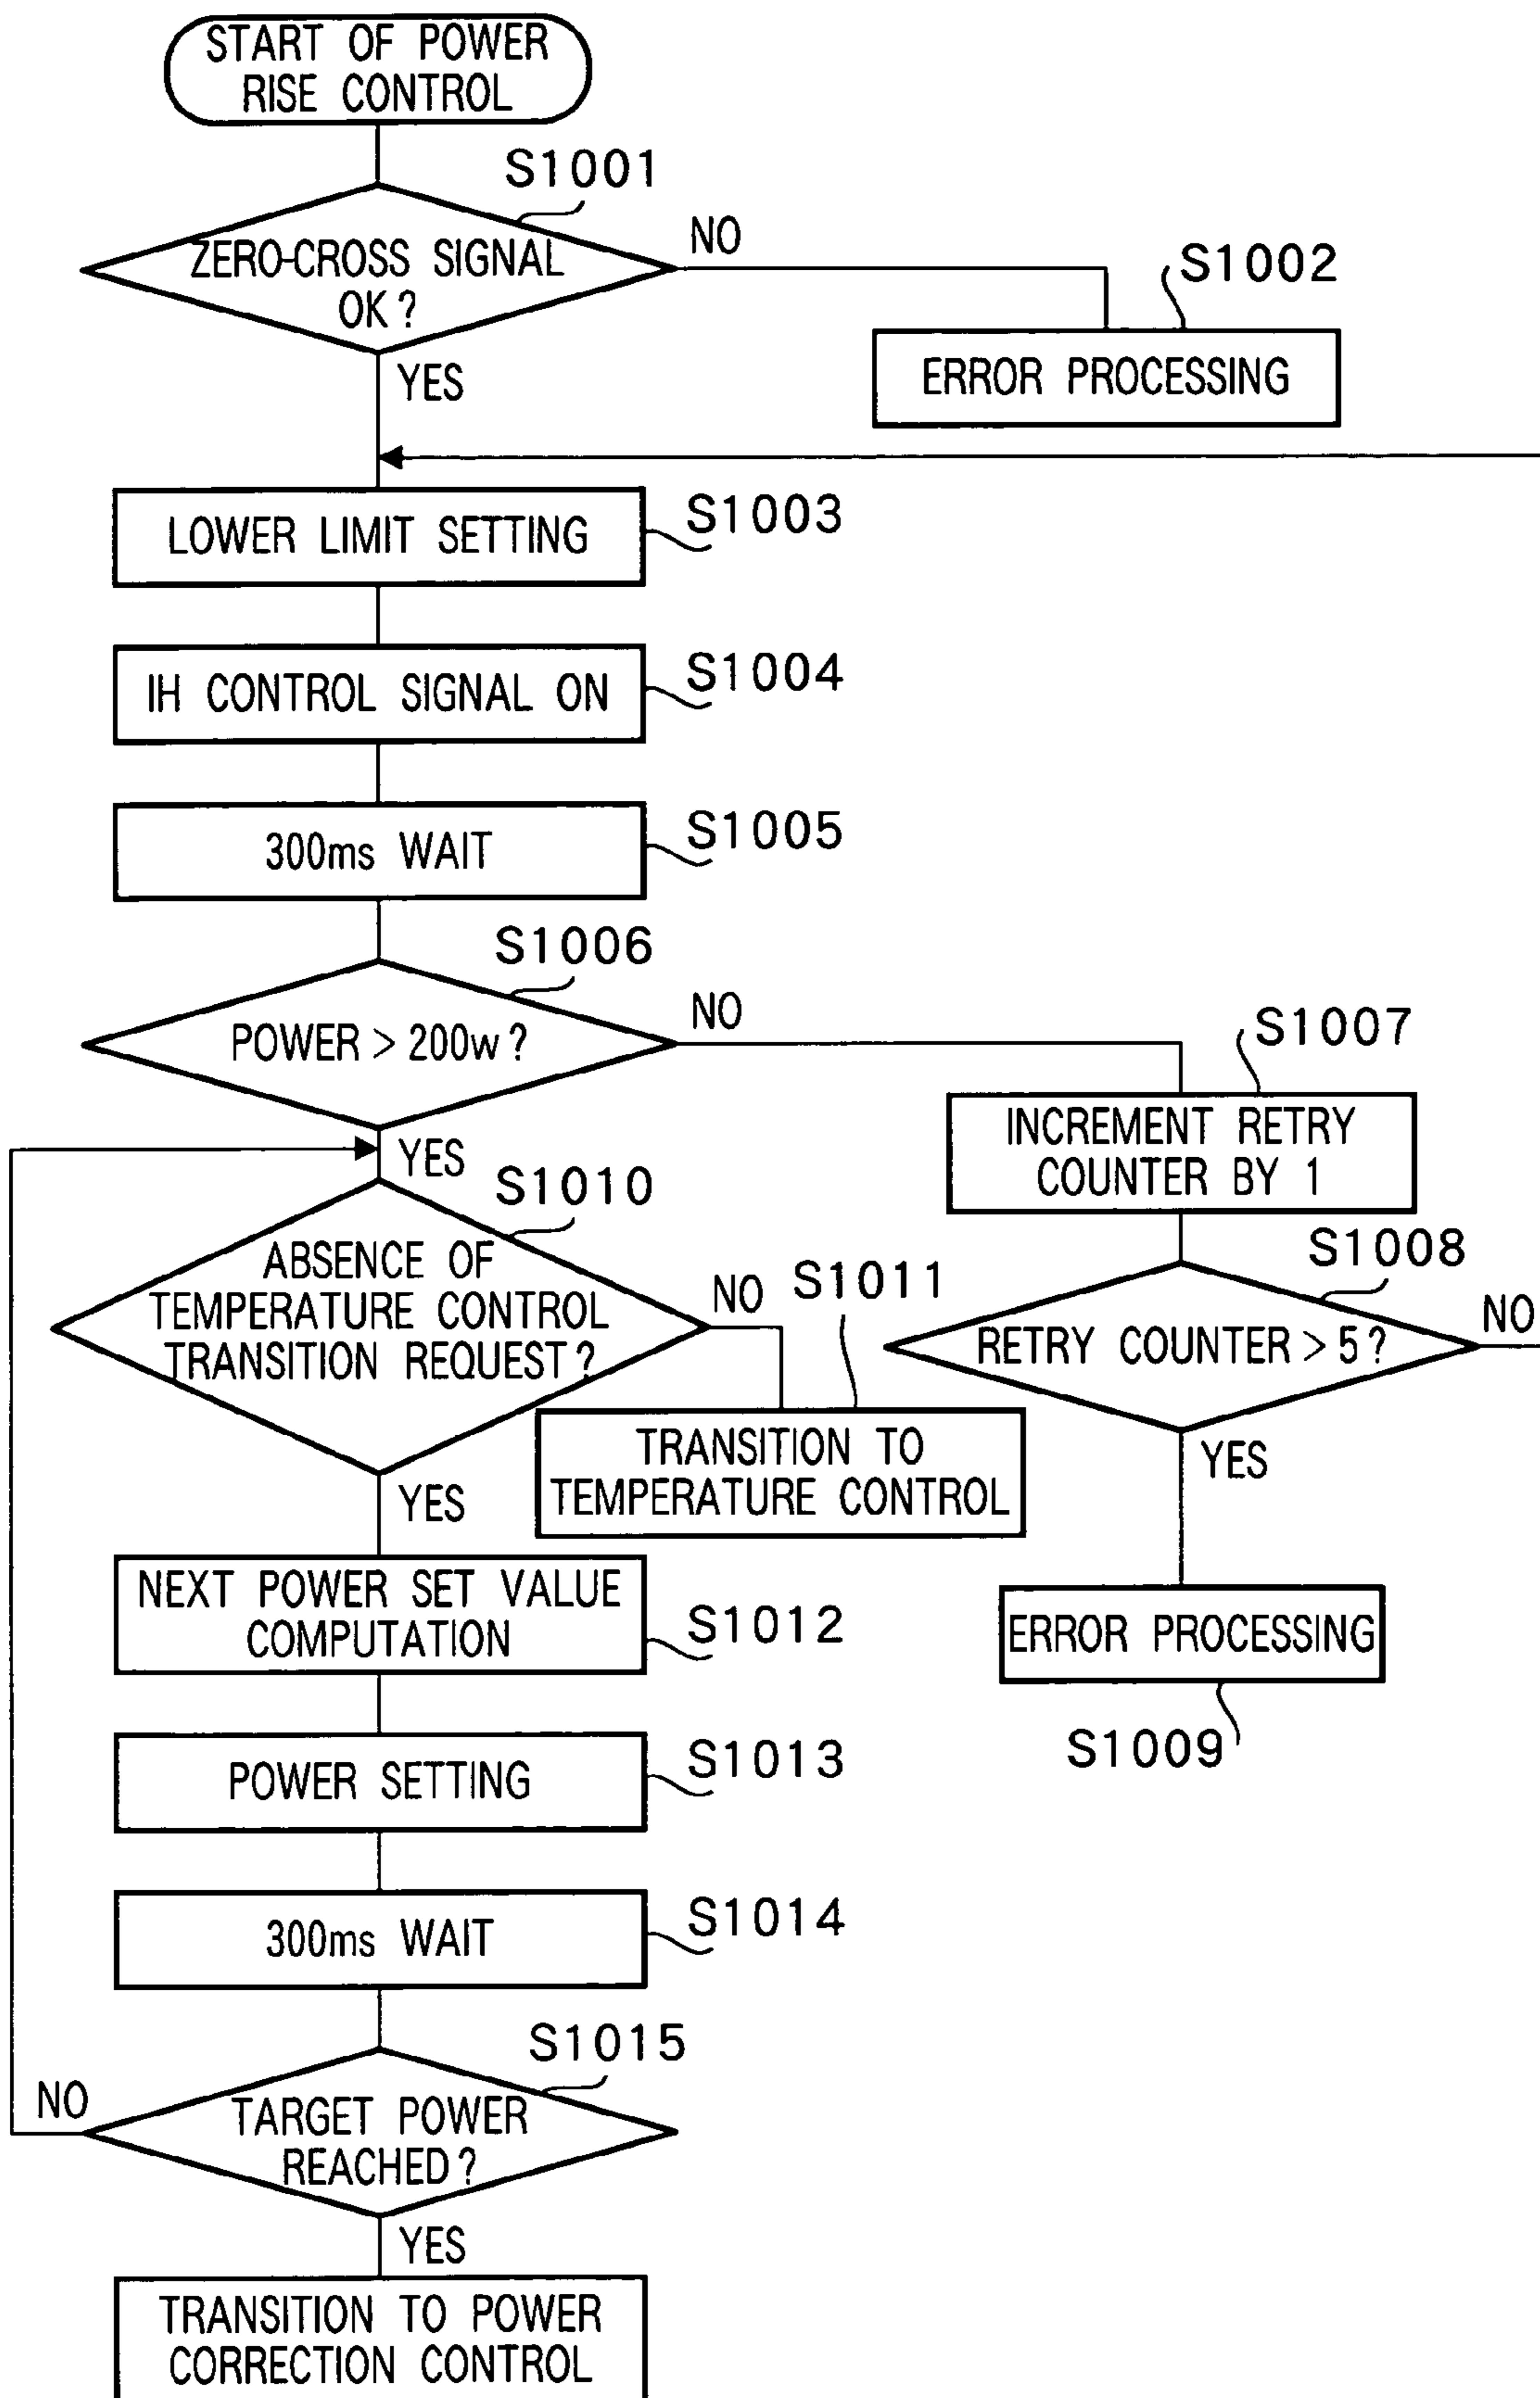 START OF POWER
RISE CONTROL
S1001
ZERO-CROSS SIGNAL
OK?
NO
YES
S1002
ERROR PROCESSING
LOWER LIMIT SETTING
S1003
IH CONTROL SIGNAL ON
S1004
300ms WAIT
S1005
S1006
POWER > 200w?
NO
YES
S1007
INCREMENT RETRY
COUNTER BY 1
S1008
RETRY COUNTER > 5?
NO
YES
ERROR PROCESSING
S1009
S1010
ABSENCE OF
TEMPERATURE CONTROL
TRANSITION REQUEST?
NO
S1011
TRANSITION TO
TEMPERATURE CONTROL
YES
NEXT POWER SET VALUE
COMPUTATION
S1012
POWER SETTING
S1013
300ms WAIT
S1014
S1015
TARGET POWER
REACHED?
NO
YES
TRANSITION TO POWER
CORRECTION CONTROL